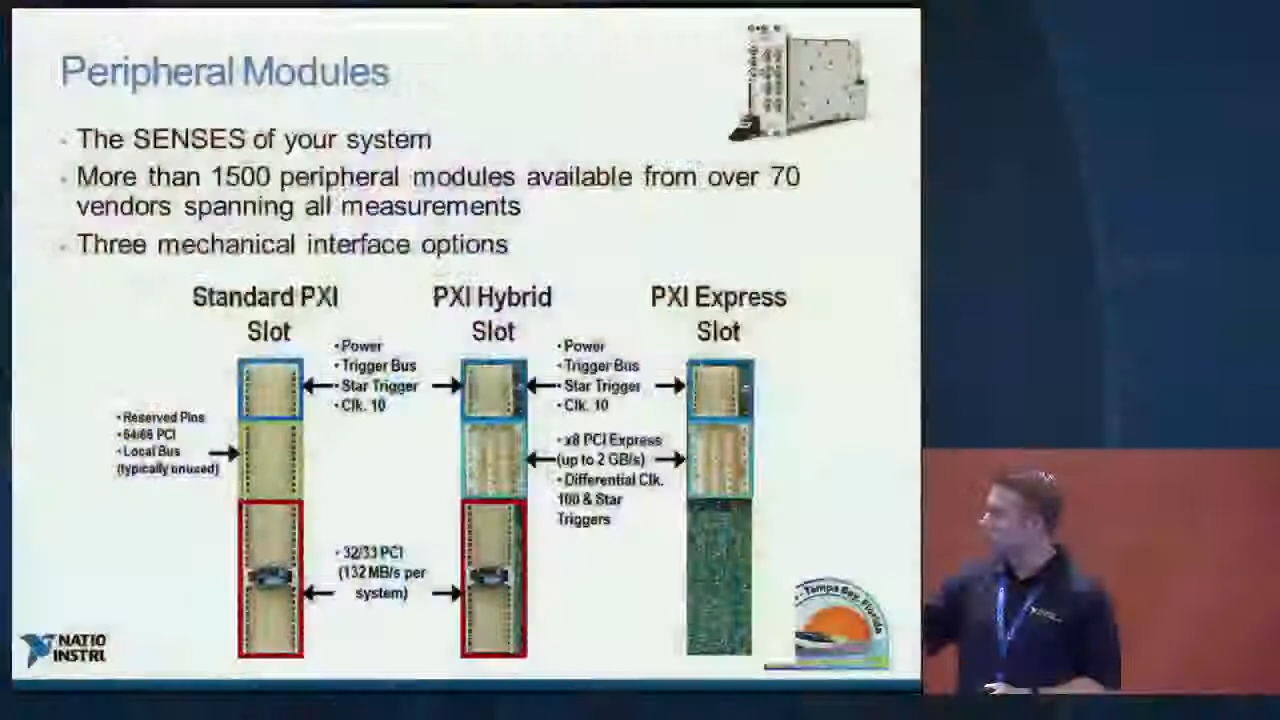 Peripheral Modules
The SENSES of your system
More than 1500 peripheral modules available from over 70
vendors spanning all measurements
Three mechanical interface options
Standard PXI
Slot
PXI Hybrid
Slot
PXI Express
Slot
•Power
•Trigger Bus
•Star Trigger
•Clk. 10
•Power
•Trigger Bus
•Star Trigger
•Clk. 10
•Reserved Pins
•64/66 PCI
•Local Bus
(typically unused)
•x8 PCI Express
(up to 2 GB/s)
•Differential Clk.
100 & Star
Triggers
•32/33 PCI
(132 MB/s per
system)
NATIO
INSTRU
Tampa Bay, Florida